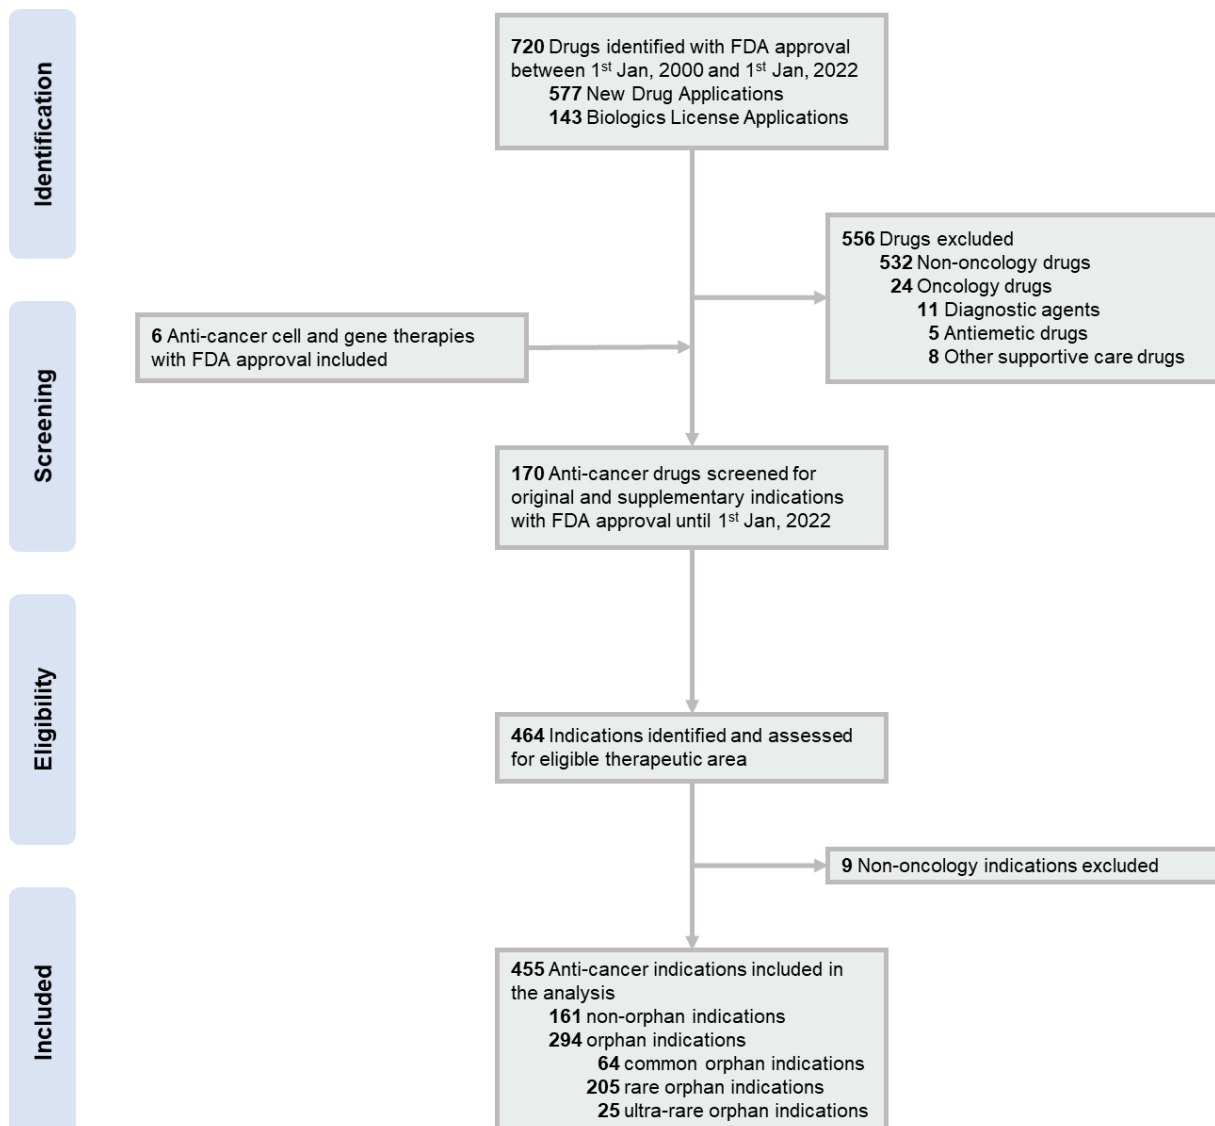 Identification
720 Drugs identified with FDA approval
between 1st Jan, 2000 and 1st Jan, 2022
577 New Drug Applications
143 Biologics License Applications
556 Drugs excluded
532 Non-oncology drugs
24 Oncology drugs
11 Diagnostic agents
5 Antiemetic drugs
8 Other supportive care drugs
Screening
6 Anti-cancer cell and gene therapies
with FDA approval included
170 Anti-cancer drugs screened for
original and supplementary indications
with FDA approval until 1st Jan, 2022
Eligibility
464 Indications identified and assessed
for eligible therapeutic area
9 Non-oncology indications excluded
Included
455 Anti-cancer indications included in
the analysis
161 non-orphan indications
294 orphan indications
64 common orphan indications
205 rare orphan indications
25 ultra-rare orphan indications